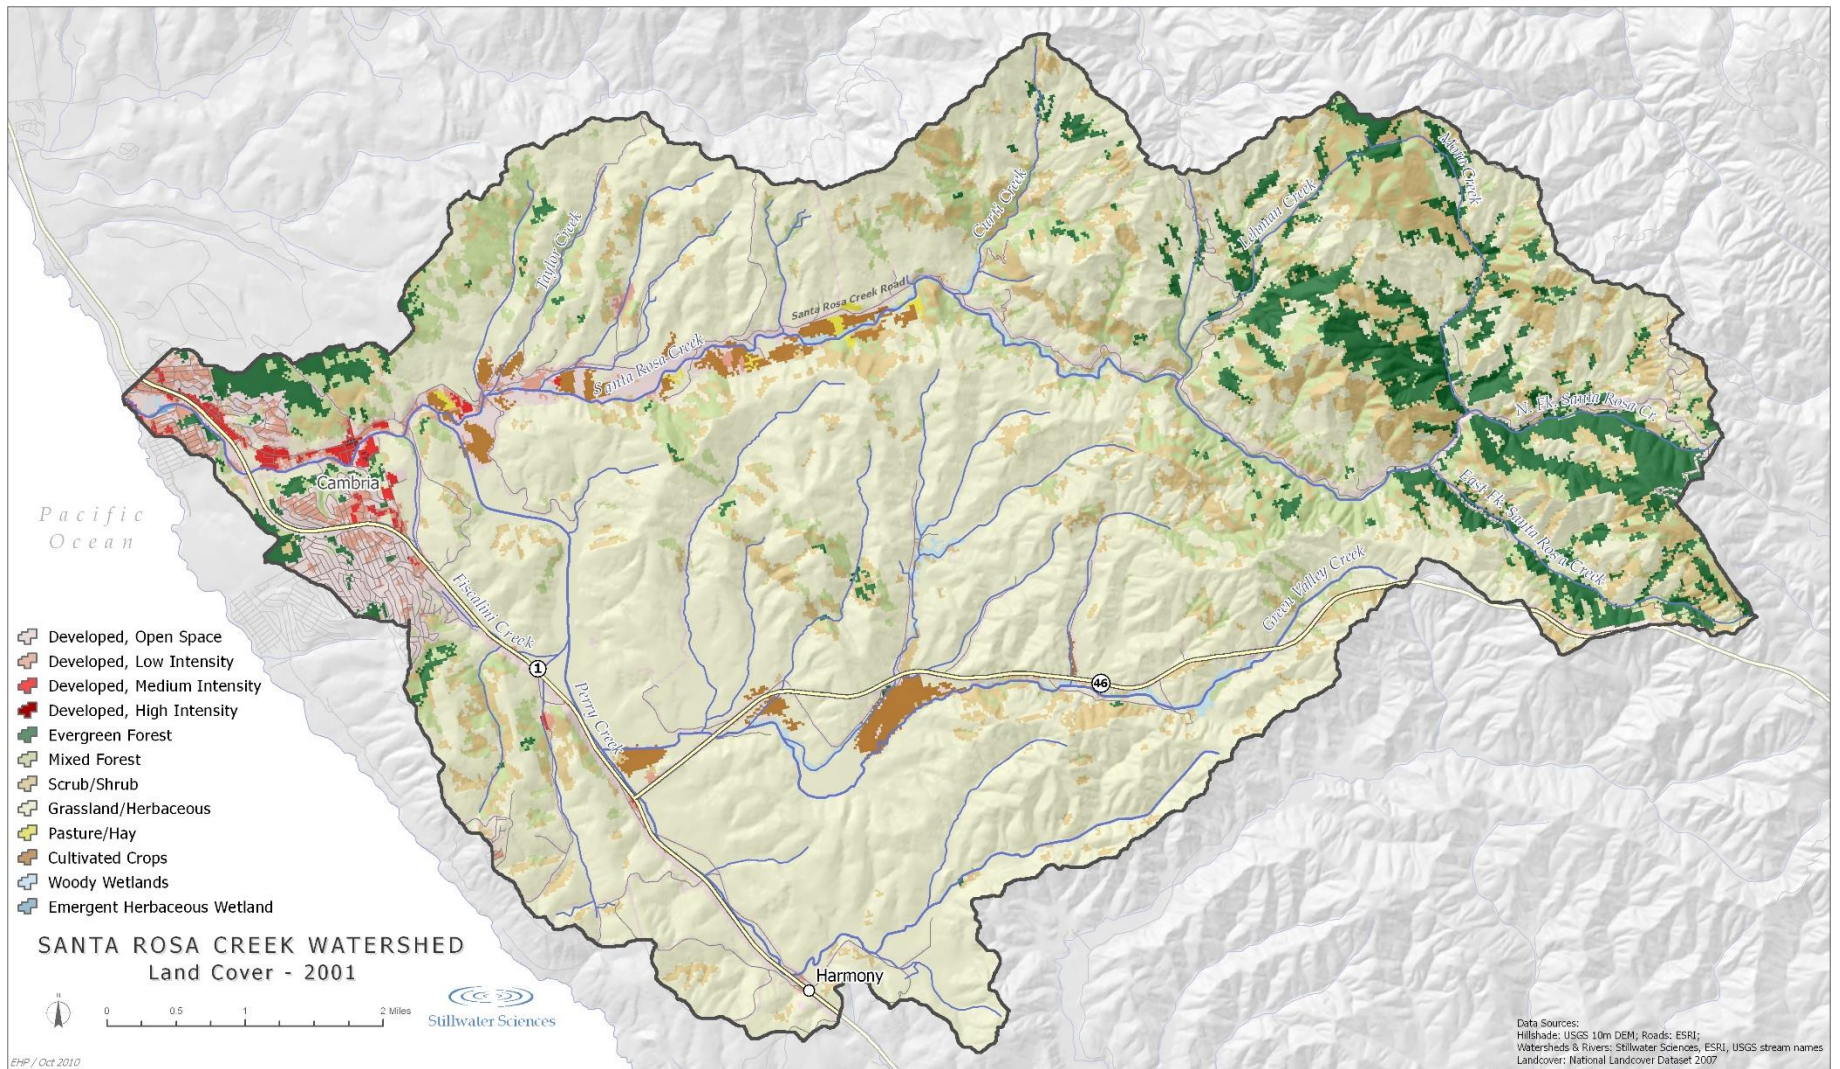 Main Creek
Lehman Creek
Curti Creek
Taylor Creek
Santa Rosa Creek Road
Santa Rosa Creek
N. Fk. Santa Rosa Cr.
Cambria
East Fk. Santa Rosa Creek
Pacific
Ocean
Green Valley Creek
Fiscalini Creek
1
46
Perry Creek
Harmony
Developed, Open Space
Developed, Low Intensity
Developed, Medium Intensity
Developed, High Intensity
Evergreen Forest
Mixed Forest
Scrub/Shrub
Grassland/Herbaceous
Pasture/Hay
Cultivated Crops
Woody Wetlands
Emergent Herbaceous Wetland
SANTA ROSA CREEK WATERSHED
Land Cover - 2001
N
0 0.5 1 2 Miles
Stillwater Sciences
EHP / Oct 2010
Data Sources:
Hillshade: USGS 10m DEM; Roads: ESRI;
Watersheds & Rivers: Stillwater Sciences, ESRI, USGS stream names
Landcover: National Landcover Dataset 2007